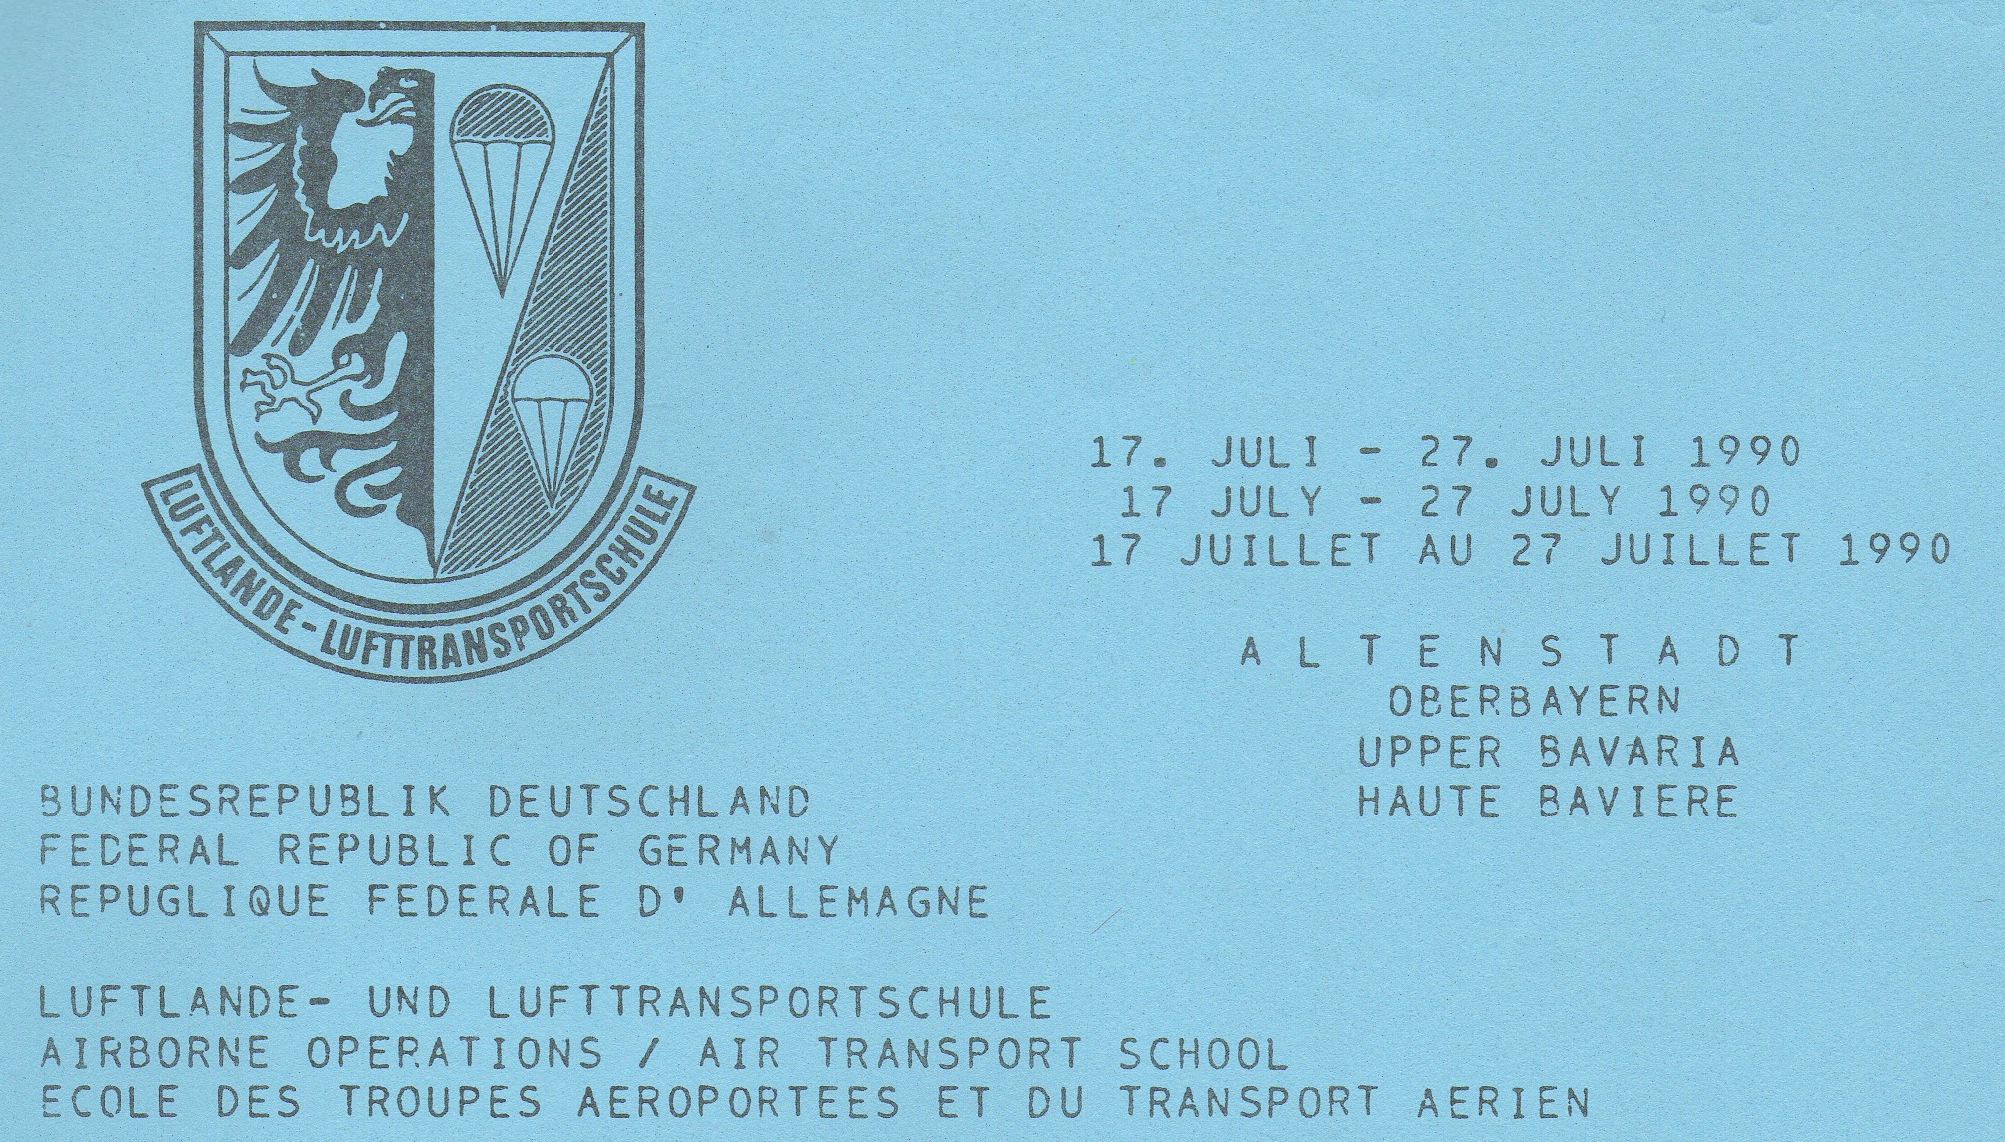 LUFTLANDE-LUFTTRANSPORTSCHULE
17. JULI - 27. JULI 1990
17 JULY - 27 JULY 1990
17 JUILLET AU 27 JUILLET 1990
A L T E N S T A D T
OBERBAYERN
UPPER BAVARIA
HAUTE BAVIERE
BUNDESREPUBLIK DEUTSCHLAND
FEDERAL REPUBLIC OF GERMANY
REPUGLIQUE FEDERALE D' ALLEMAGNE
LUFTLANDE- UND LUFTTRANSPORTSCHULE
AIRBORNE OPERATIONS / AIR TRANSPORT SCHOOL
ECOLE DES TROUPES AEROPORTEES ET DU TRANSPORT AERIEN